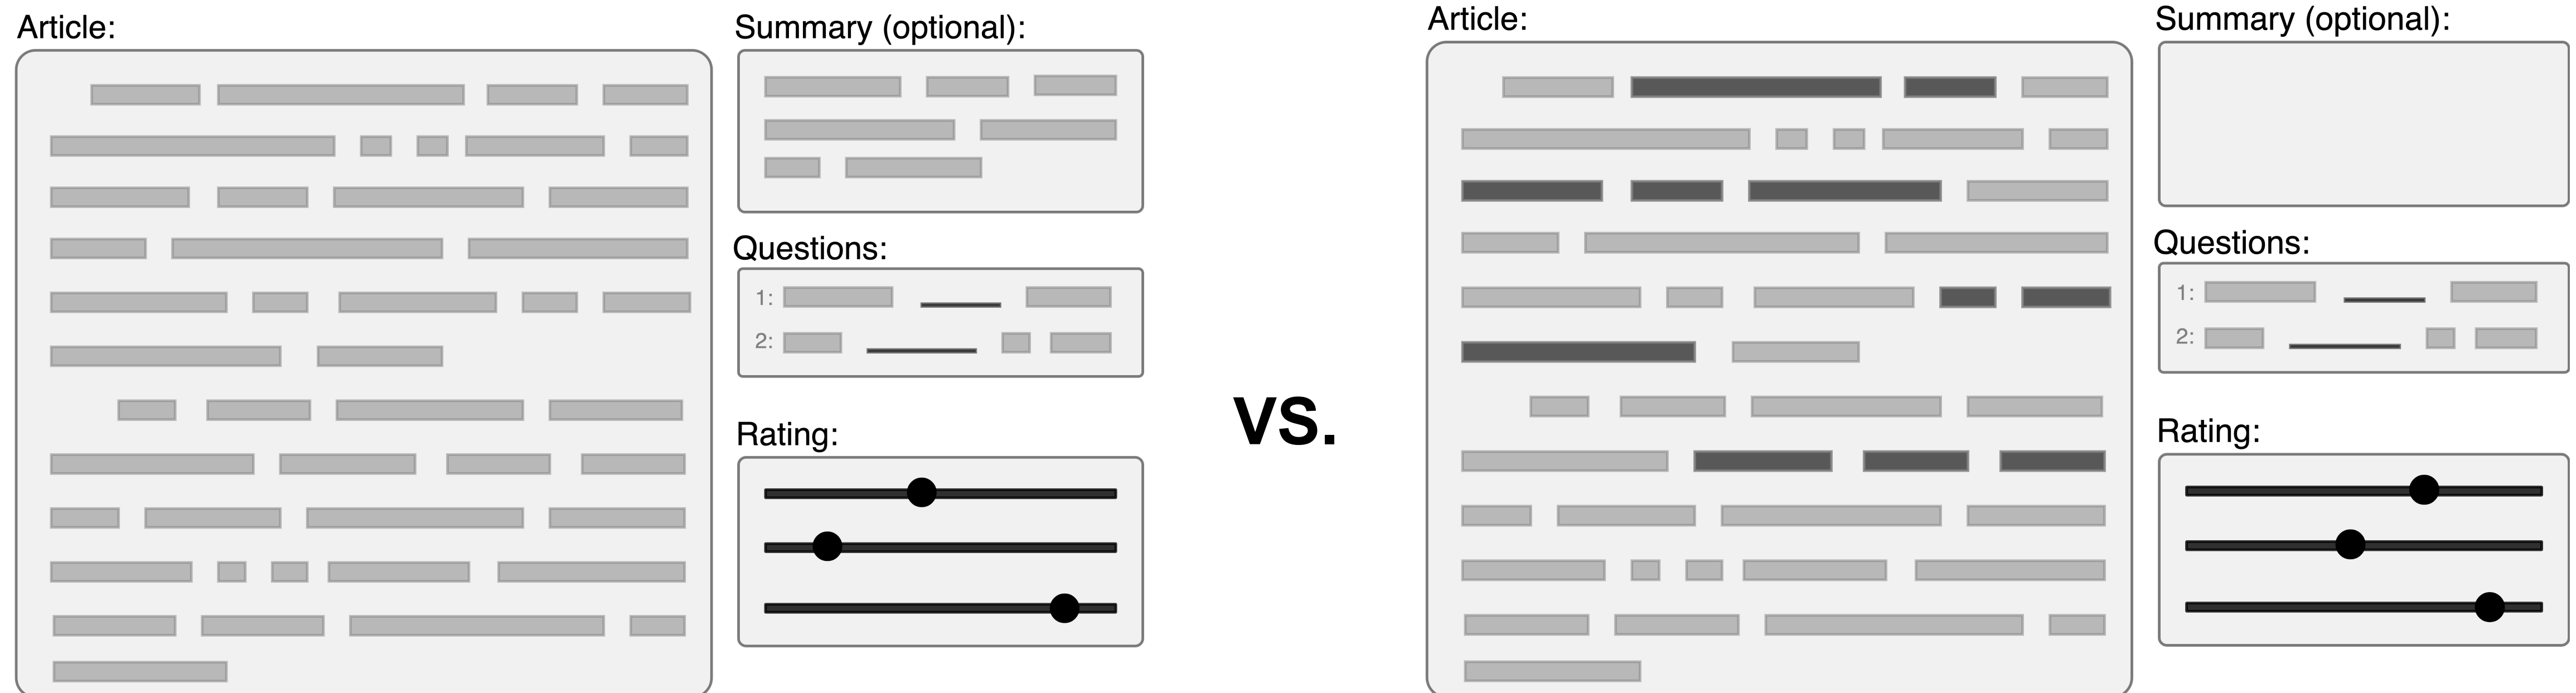 Article:
Summary (optional):
Questions:
1:
2:
Rating:
VS.
Article:
Summary (optional):
Questions:
1:
2:
Rating: